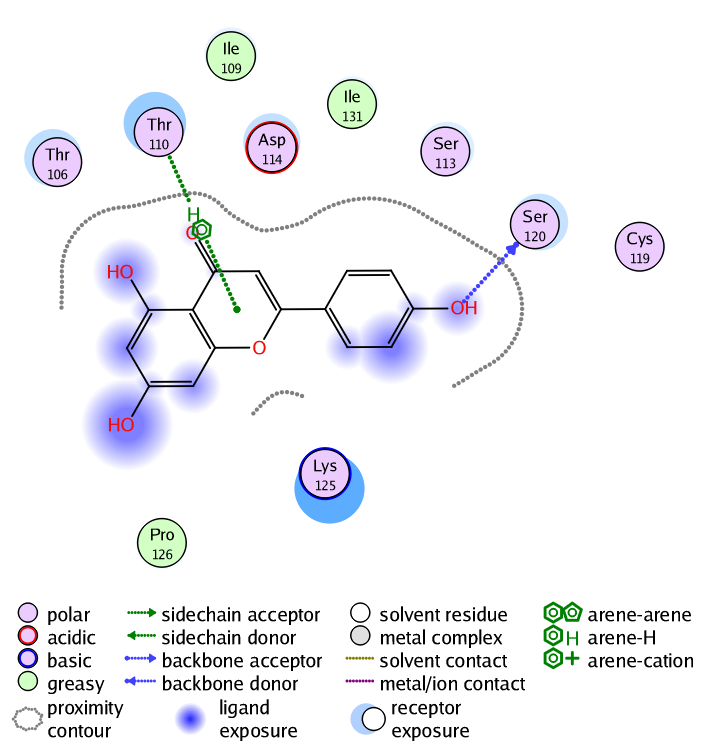 Ile
109
Ile
131
Thr
110
Asp
114
Ser
113
Thr
106
H
O
Ser
120
Cys
119
HO
OH
O
HO
Lys
125
Pro
126
polar sidechain acceptor solvent residue arene-arene
acidic sidechain donor metal complex H arene-H
basic backbone acceptor solvent contact + arene-cation
greasy backbone donor metal/ion contact
proximity ligand receptor
contour exposure exposure